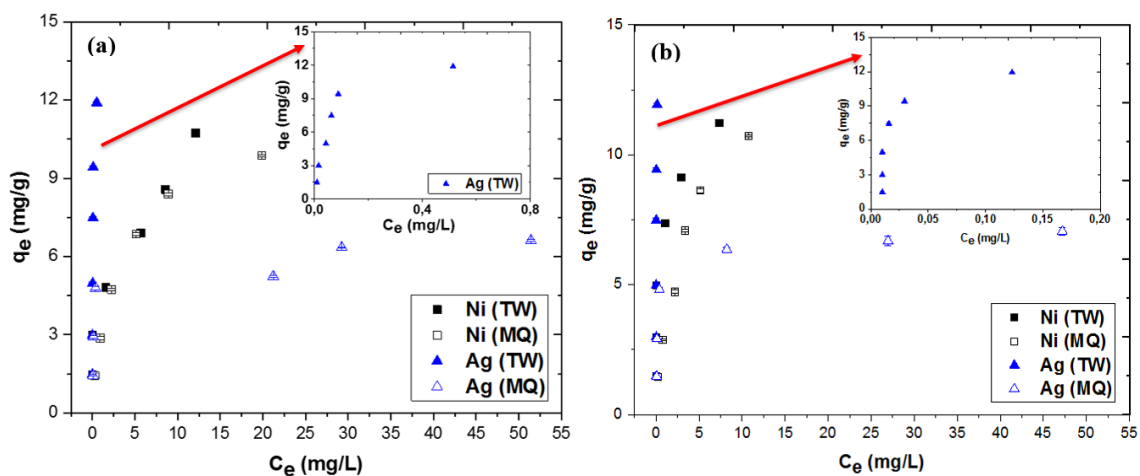 (a)
15
12
9
6
3
0
qe (mg/g)
0 5 10 15 20 25 30 35 40 45 50 55
Ce (mg/L)
15
12
9
6
3
0
qe (mg/g)
0,0 0,4 0,8
Ce (mg/L)
Ag (TW)
Ni (TW)
Ni (MQ)
Ag (TW)
Ag (MQ)
(b)
15
10
5
0
qe (mg/g)
0 5 10 15 20 25 30 35 40 45 50 55
Ce (mg/L)
15
12
9
6
3
0
qe (mg/g)
0,00 0,05 0,10 0,15 0,20
Ce (mg/L)
Ni (TW)
Ni (MQ)
Ag (TW)
Ag (MQ)